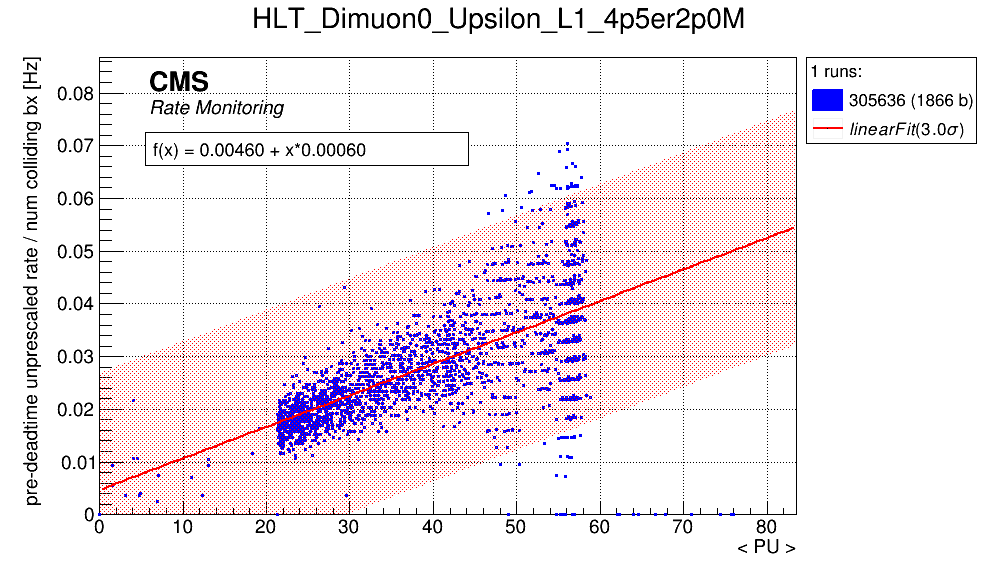 HLT_Dimuon0_Upsilon_L1_4p5er2p0M
pre-deadtime unprescaled rate / num colliding bx [Hz]
CMS
Rate Monitoring
f(x) = 0.00460 + x*0.00060
0.08
0.07
0.06
0.05
0.04
0.03
0.02
0.01
0
0 10 20 30 40 50 60 70 80
< PU >
1 runs:
305636 (1866 b)
linearFit(3.0σ)